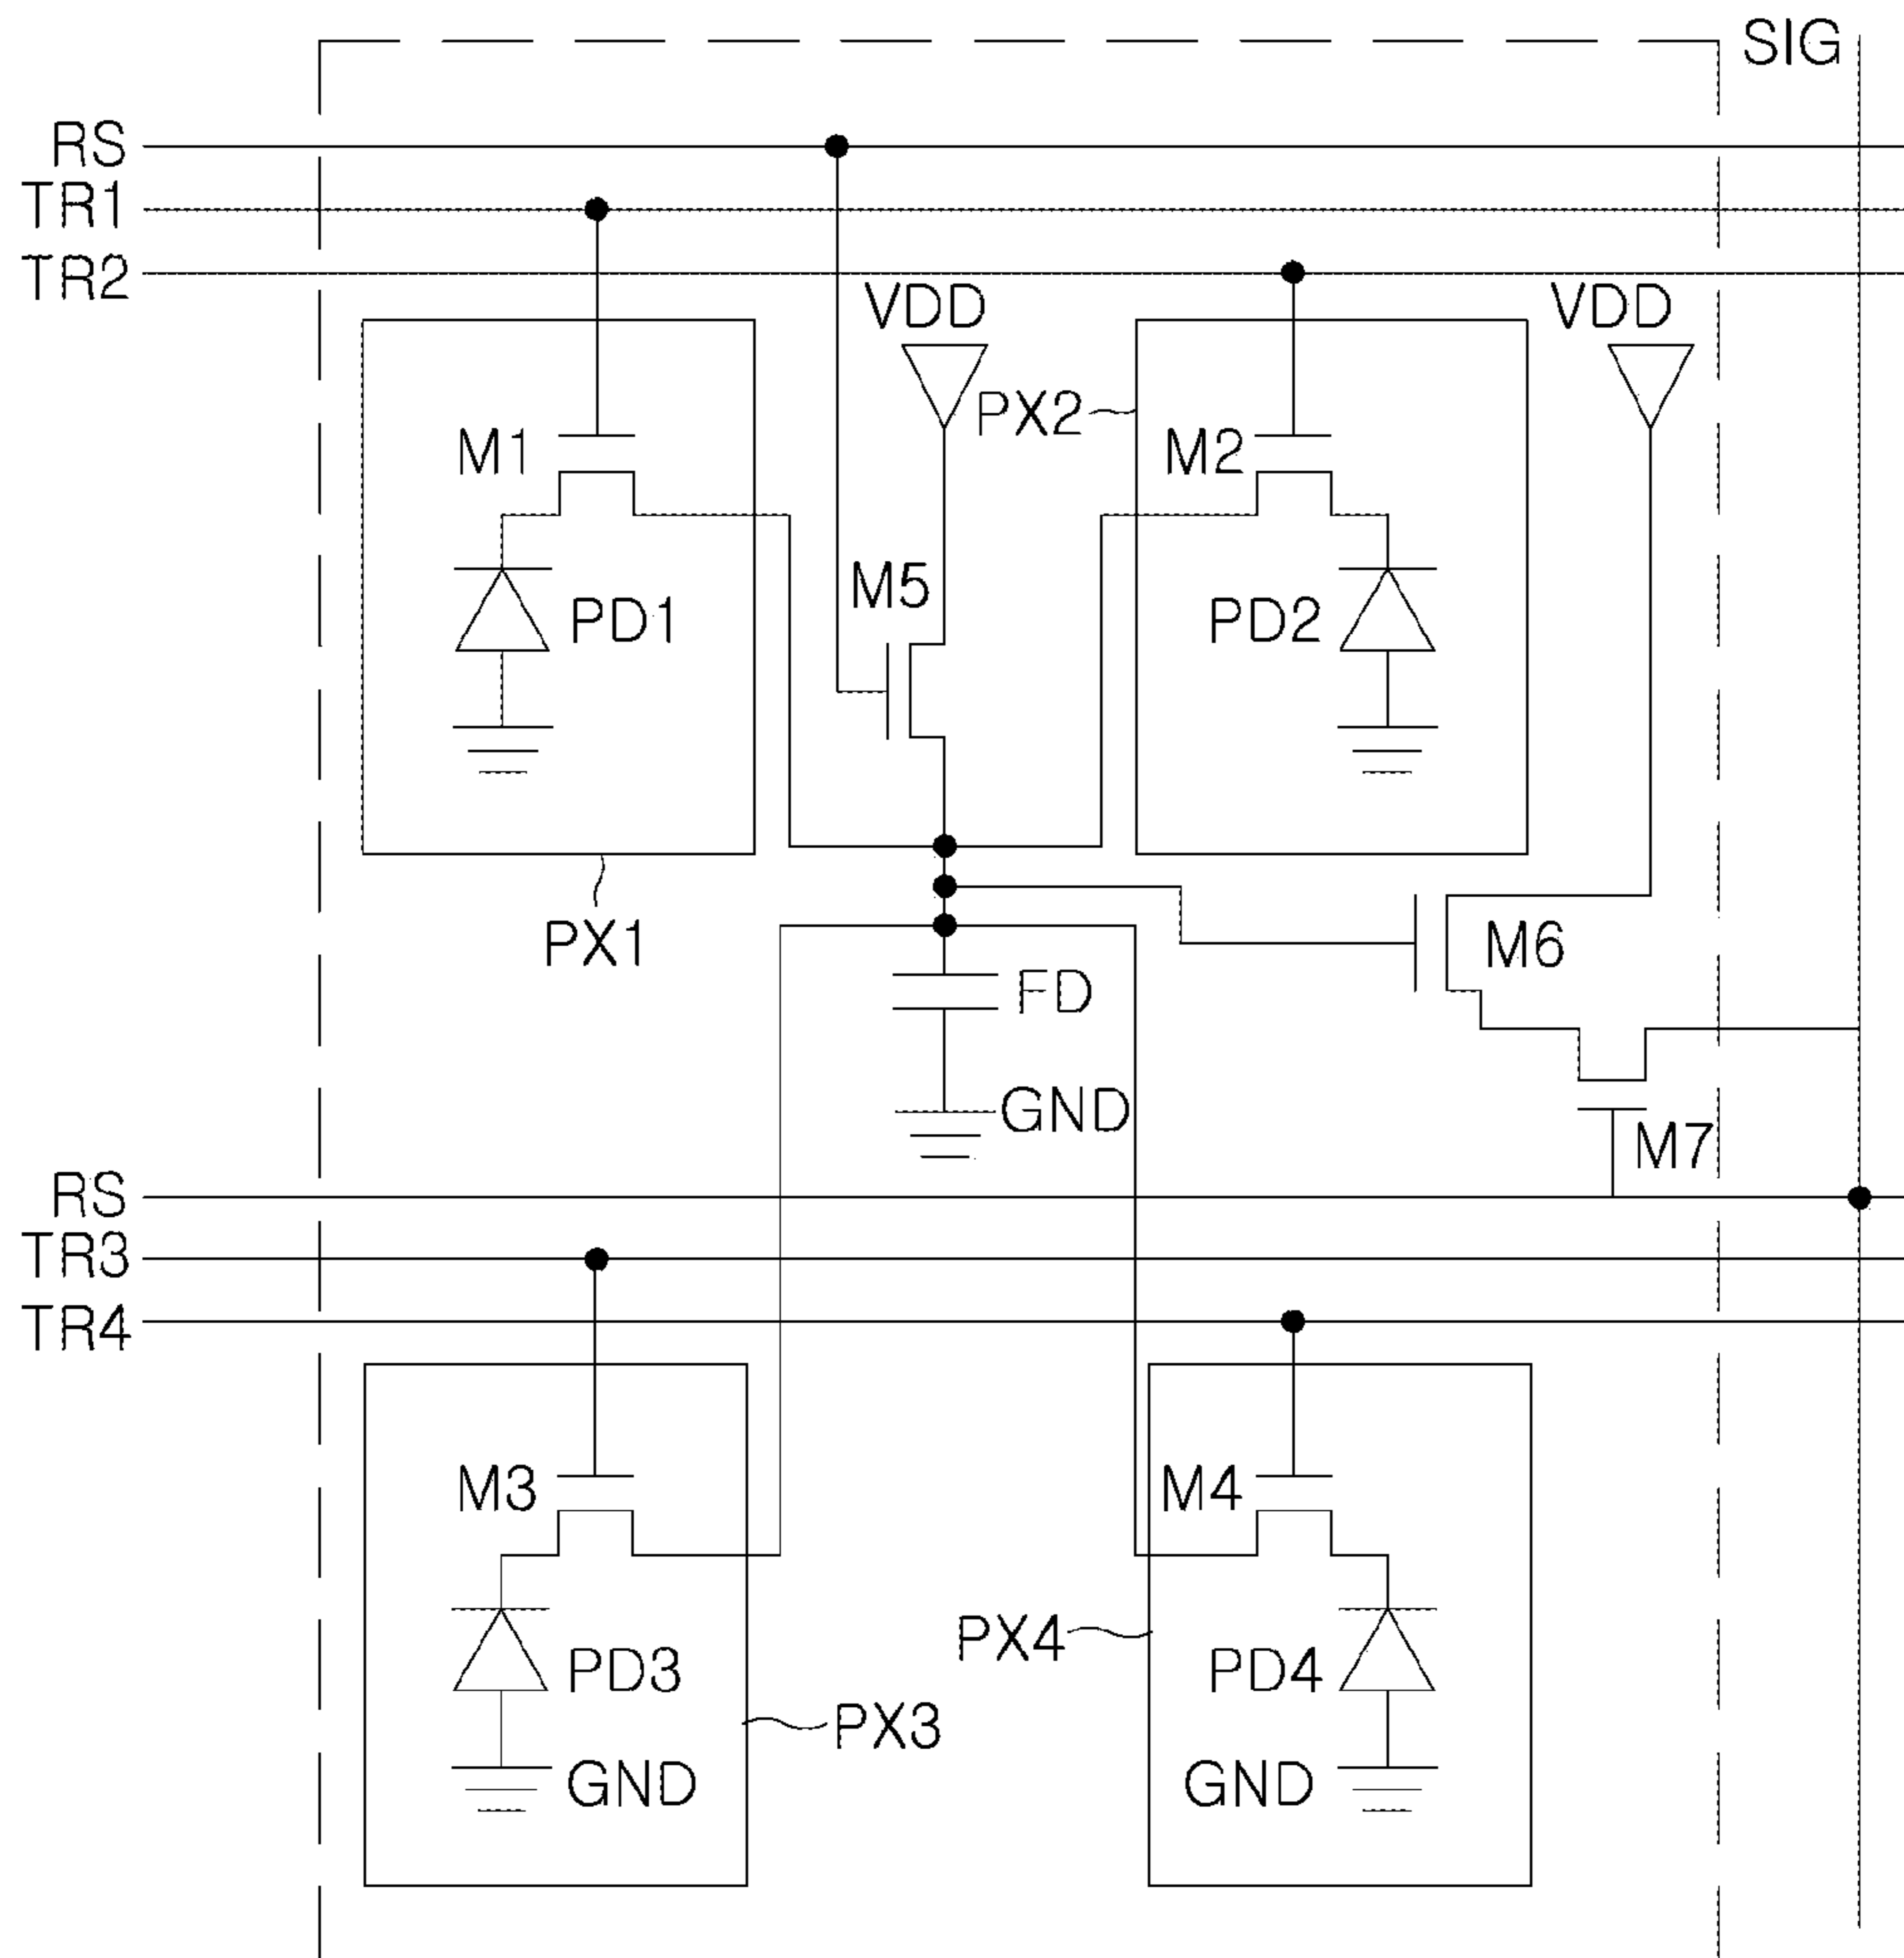 SIG
RS
TR1
TR2
VDD
VDD
PX2
M1
M2
M5
PD1
PD2
PX1
M6
FD
GND
M7
RS
TR3
TR4
M3
M4
PX4
PD3
PD4
PX3
GND
GND